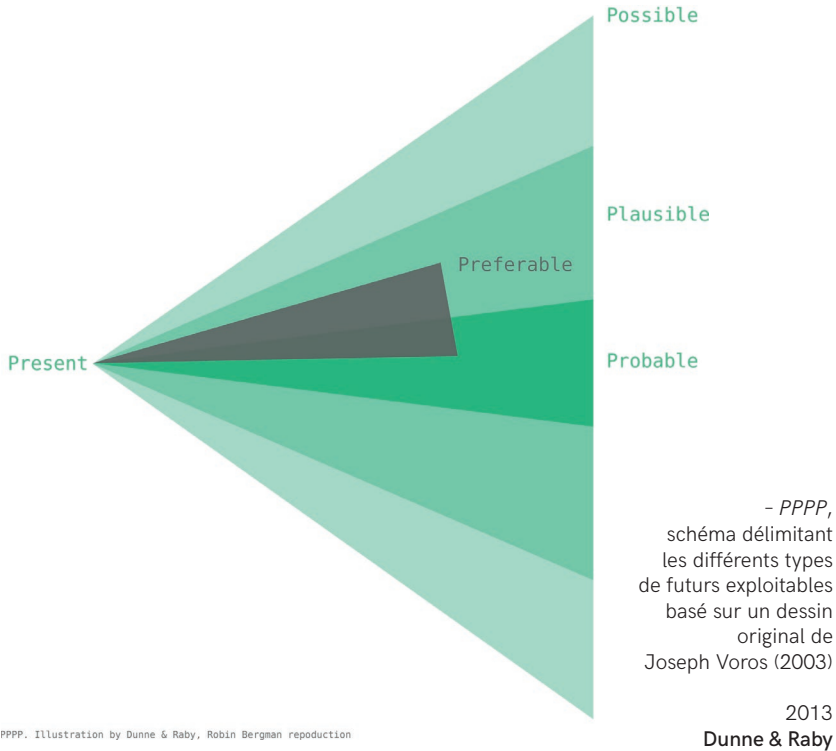 Possible
Plausible
Preferable
Present
Probable
– PPPP,
schéma délimitant
les différents types
de futurs exploitables
basé sur un dessin
original de
Joseph Voros (2003)
2013
Dunne & Raby
PPPP. Illustration by Dunne & Raby, Robin Bergman repoduction